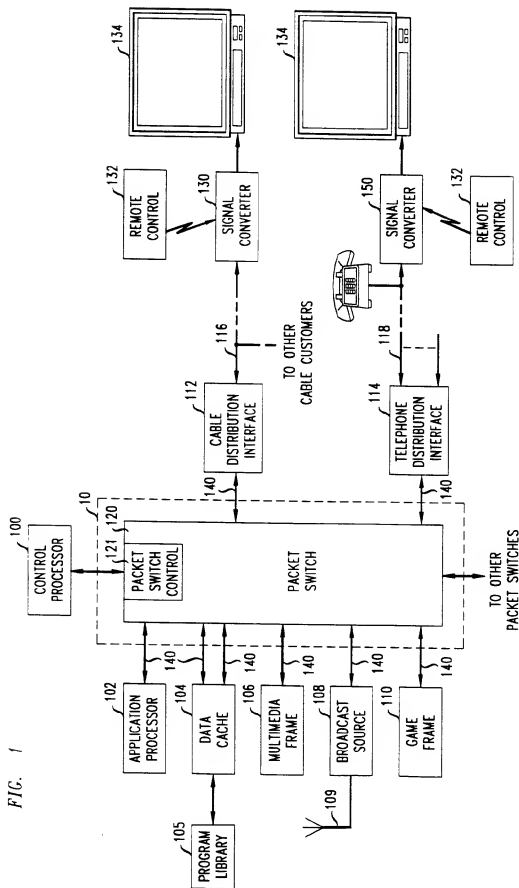 FIG. 1
100
CONTROL
PROCESSOR
10
120
121
PACKET
SWITCH
CONTROL
PACKET
SWITCH
TO OTHER
PACKET SWITCHES
102
APPLICATION
PROCESSOR
140
105
PROGRAM
LIBRARY
104
DATA
CACHE
140
140
106
MULTIMEDIA
FRAME
140
109
108
BROADCAST
SOURCE
140
110
GAME
FRAME
140
140
112
CABLE
DISTRIBUTION
INTERFACE
116
TO OTHER
CABLE CUSTOMERS
132
REMOTE
CONTROL
130
SIGNAL
CONVERTER
134
140
114
TELEPHONE
DISTRIBUTION
INTERFACE
118
150
SIGNAL
CONVERTER
132
REMOTE
CONTROL
134